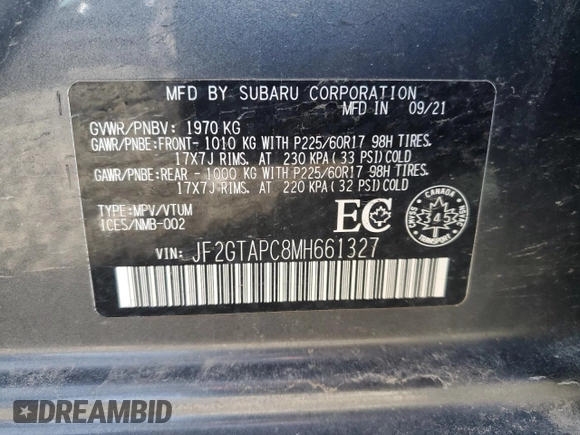 MFD BY SUBARU CORPORATION
MFD IN 09/21
GVWR/PNBV: 1970 KG
GAWR/PNBE:FRONT- 1010 KG WITH P225/60R17 98H TIRES.
17X7J RIMS. AT 230 KPA (33 PSI) COLD
GAWR/PNBE:REAR - 1000 KG WITH P225/60R17 98H TIRES.
17X7J RIMS. AT 220 KPA (32 PSI) COLD
TYPE: MPV/VTUM
ICES/NMB-002
EC
CANADA
CMVSS
NSVAC
45
TRANSPORT
VIN: JF2GTAPC8MH661327
DREAMBID